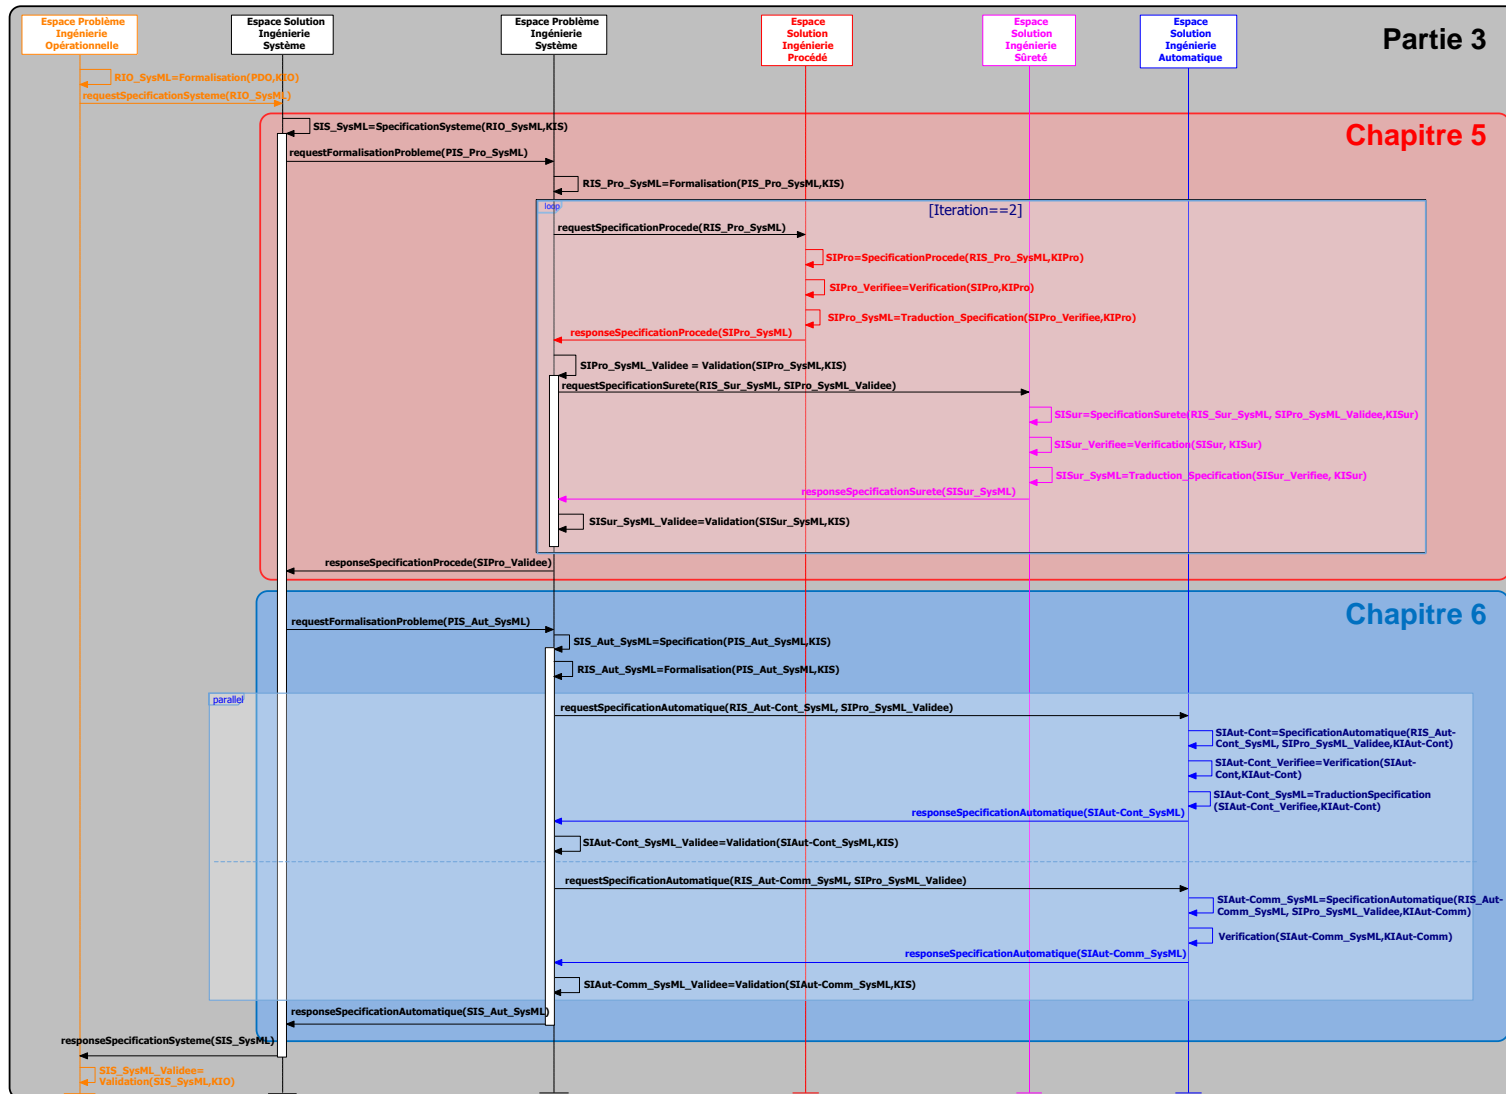 Espace Problème
Ingénierie
Opérationnelle
Espace Solution
Ingénierie
Système
Espace Problème
Ingénierie
Système
Espace
Solution
Ingénierie
Procédé
Espace
Solution
Ingénierie
Sûreté
Espace
Solution
Ingénierie
Automatique
Partie 3
RIO_SysML=Formalisation(PDO,KIO)
requestSpecificationSysteme(RIO_SysML)
Chapitre 5
SIS_SysML=SpecificationSysteme(RIO_SysML,KIS)
requestFormalisationProbleme(PIS_Pro_SysML)
RIS_Pro_SysML=Formalisation(PIS_Pro_SysML,KIS)
loop
[Iteration==2]
requestSpecificationProcede(RIS_Pro_SysML)
SIPro=SpecificationProcede(RIS_Pro_SysML,KIPro)
SIPro_Verifiee=Verification(SIPro,KIPro)
SIPro_SysML=Traduction_Specification(SIPro_Verifiee,KIPro)
responseSpecificationProcede(SIPro_SysML)
SIPro_SysML_Validee = Validation(SIPro_SysML,KIS)
requestSpecificationSurete(RIS_Sur_SysML, SIPro_SysML_Validee)
SISur=SpecificationSurete(RIS_Sur_SysML, SIPro_SysML_Validee,KISur)
SISur_Verifiee=Verification(SISur, KISur)
SISur_SysML=Traduction_Specification(SISur_Verifiee, KISur)
responseSpecificationSurete(SISur_SysML)
SISur_SysML_Validee=Validation(SISur_SysML,KIS)
responseSpecificationProcede(SIPro_Validee)
Chapitre 6
requestFormalisationProbleme(PIS_Aut_SysML)
SIS_Aut_SysML=Specification(PIS_Aut_SysML,KIS)
RIS_Aut_SysML=Formalisation(PIS_Aut_SysML,KIS)
parallel
requestSpecificationAutomatique(RIS_Aut-Cont_SysML, SIPro_SysML_Validee)
SIAut-Cont=SpecificationAutomatique(RIS_Aut-
Cont_SysML, SIPro_SysML_Validee,KIAut-Cont)
SIAut-Cont_Verifiee=Verification(SIAut-
Cont,KIAut-Cont)
SIAut-Cont_SysML=TraductionSpecification
(SIAut-Cont_Verifiee,KIAut-Cont)
responseSpecificationAutomatique(SIAut-Cont_SysML)
SIAut-Cont_SysML_Validee=Validation(SIAut-Cont_SysML,KIS)
requestSpecificationAutomatique(RIS_Aut-Comm_SysML, SIPro_SysML_Validee)
SIAut-Comm_SysML=SpecificationAutomatique(RIS_Aut-
Comm_SysML, SIPro_SysML_Validee,KIAut-Comm)
Verification(SIAut-Comm_SysML,KIAut-Comm)
responseSpecificationAutomatique(SIAut-Comm_SysML)
SIAut-Comm_SysML_Validee=Validation(SIAut-Comm_SysML,KIS)
responseSpecificationAutomatique(SIS_Aut_SysML)
responseSpecificationSysteme(SIS_SysML)
SIS_SysML_Validee=
Validation(SIS_SysML,KIO)